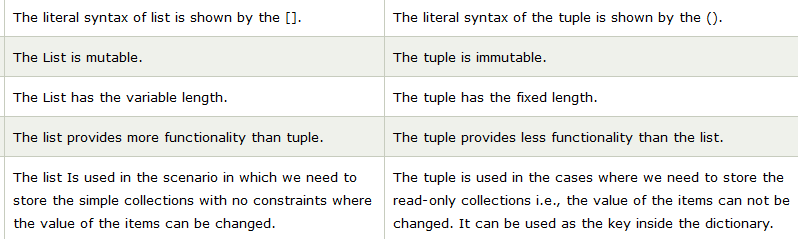 The literal syntax of list is shown by the [].
The literal syntax of the tuple is shown by the ().
The List is mutable.
The tuple is immutable.
The List has the variable length.
The tuple has the fixed length.
The list provides more functionality than tuple.
The tuple provides less functionality than the list.
The list Is used in the scenario in which we need to
store the simple collections with no constraints where
the value of the items can be changed.
The tuple is used in the cases where we need to store the
read-only collections i.e., the value of the items can not be
changed. It can be used as the key inside the dictionary.